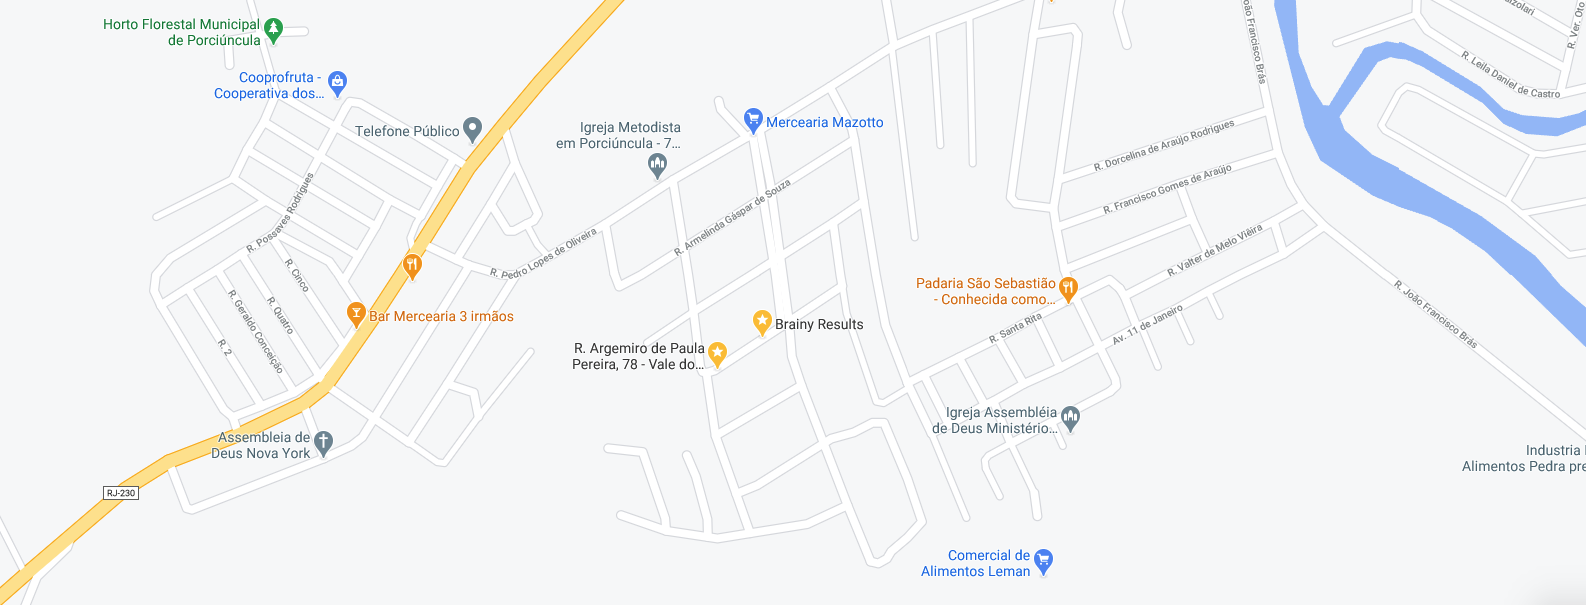 Horto Florestal Municipal
de Porciúncula
Cooprofruta -
Cooperativa dos...
Telefone Público
Igreja Metodista
em Porciúncula - 7...
Mercearia Mazotto
R. Armelinda Gáspar de Souza
R. Pedro Lopes de Oliveira
R. Possaves Rodrigues
R. Cinco
R. Quatro
R. Geraldo Conceição
R. 2
Bar Mercearia 3 irmãos
Brainy Results
R. Argemiro de Paula
Pereira, 78 - Vale do...
Assembleia de
Deus Nova York
RJ-230
João Francisco Brás
R. Leila Daniel de Castro
R. Ver. Oto
R. Dorcelina de Araújo Rodrigues
R. Francisco Gomes de Araújo
R. Valter de Melo Viêira
Padaria São Sebastião
- Conhecida como...
R. Santa Rita
Av. 11 de Janeiro
R. João Francisco Brás
Igreja Assembléia
de Deus Ministério...
Industria
Alimentos Pedra pre
Comercial de
Alimentos Leman